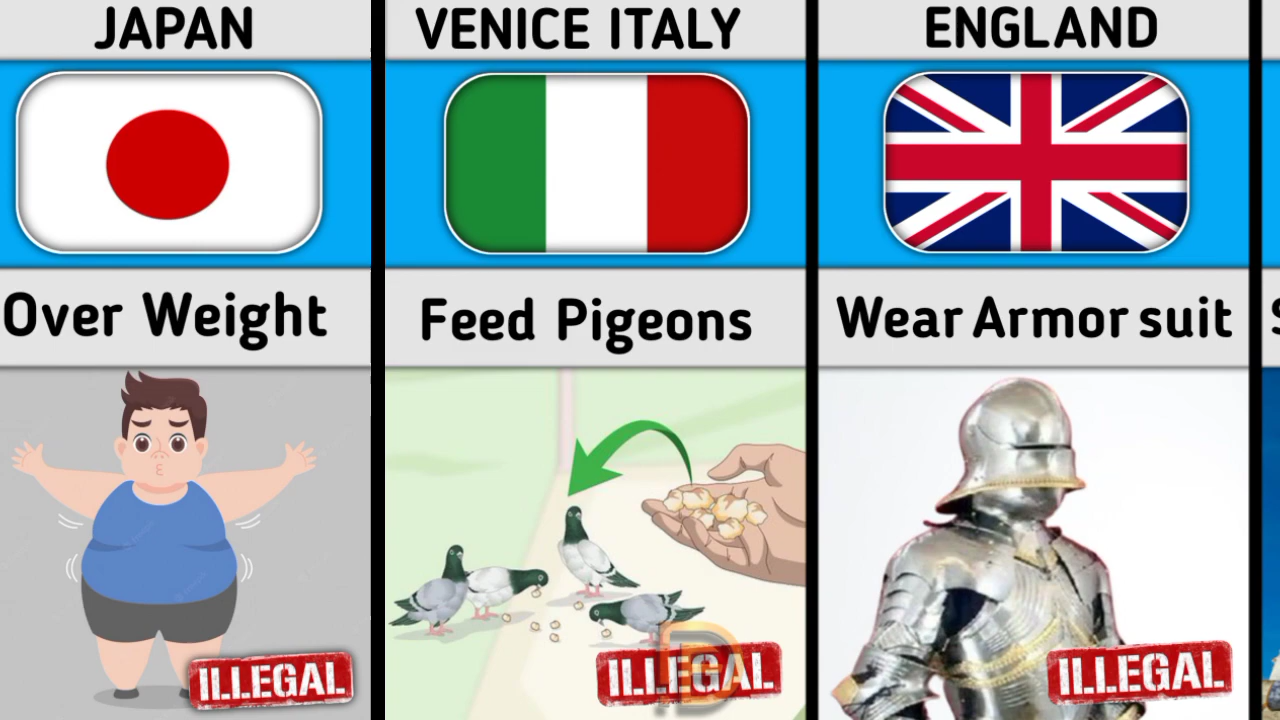 JAPAN
Over Weight
ILLEGAL
VENICE ITALY
Feed Pigeons
ILLEGAL
ENGLAND
Wear Armor suit
ILLEGAL